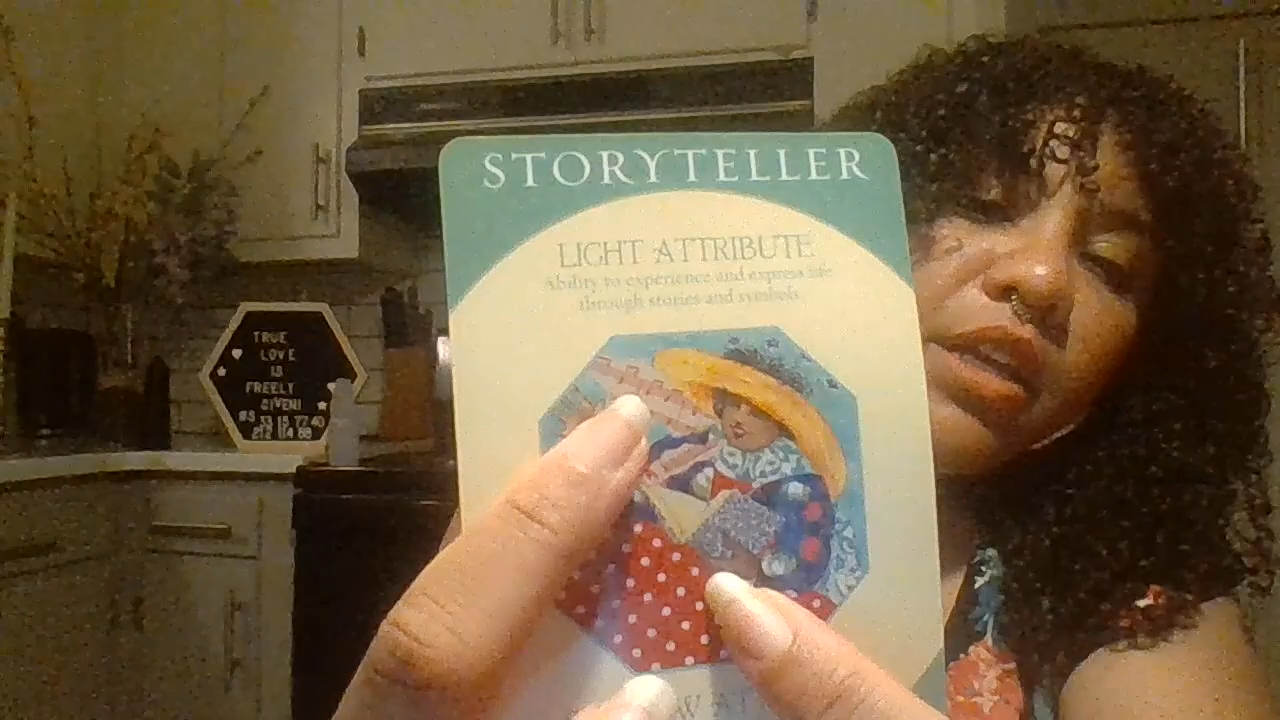 STORYTELLER
LIGHT ATTRIBUTE
Ability to experience and express life
through stories and symbols
TRUE
LOVE
IS
FREELY
GIVEN!